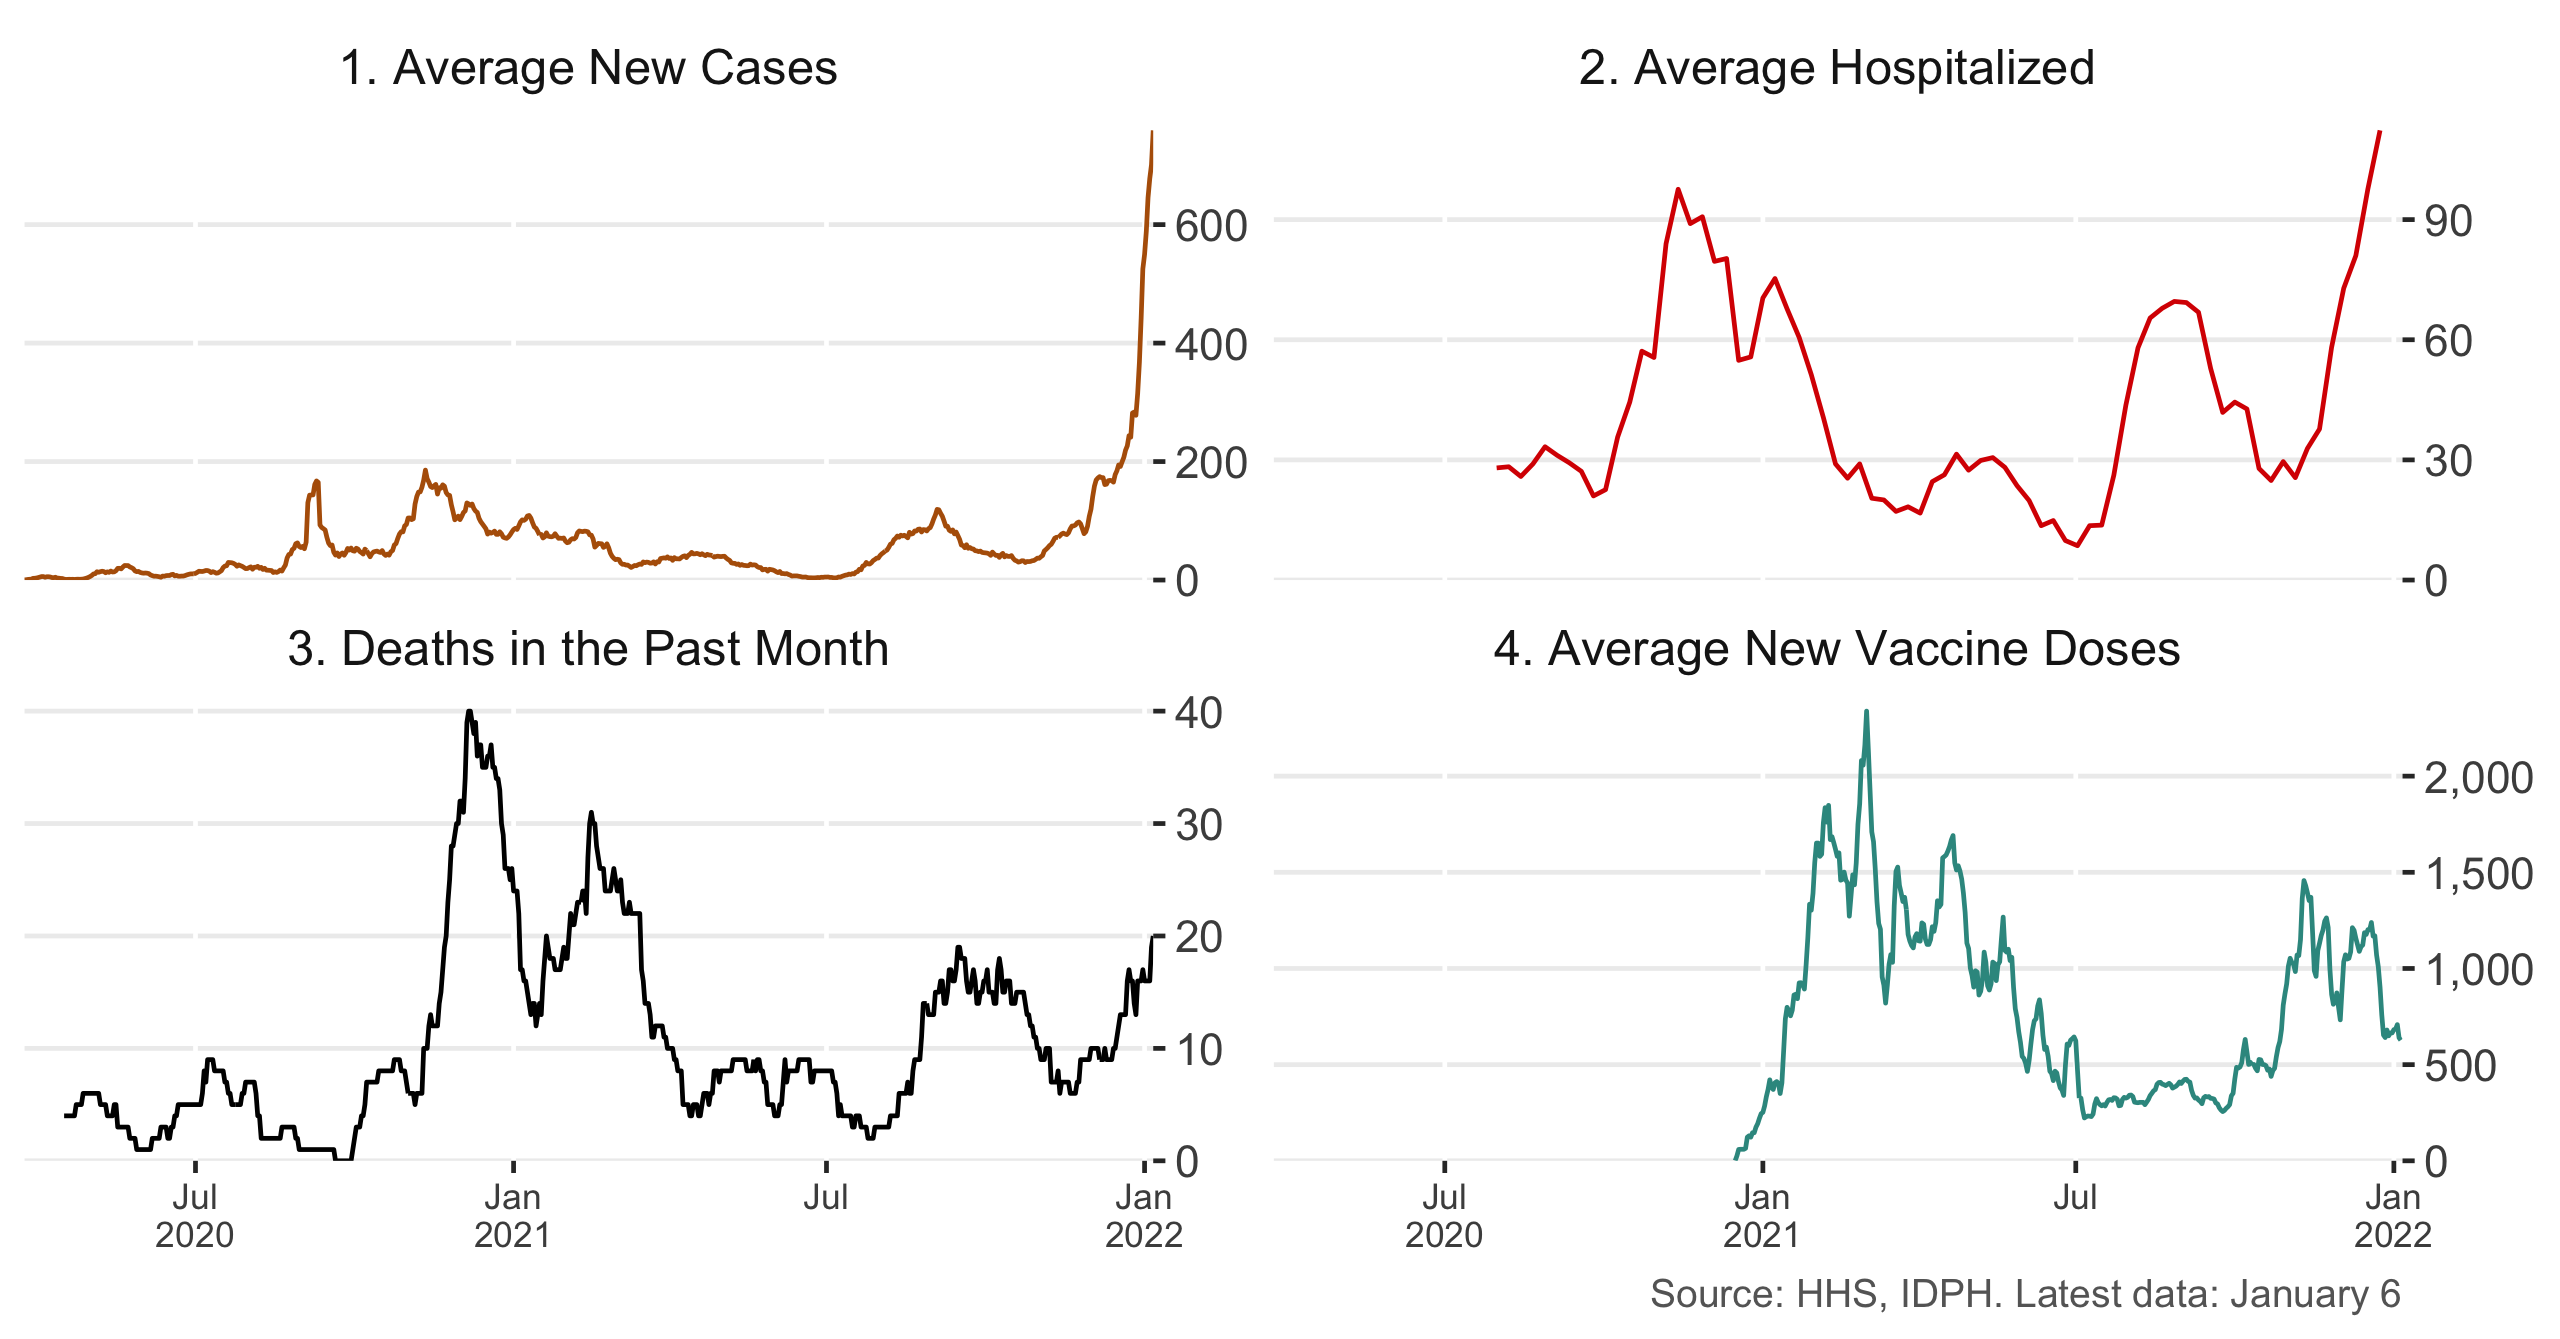 1. Average New Cases
600
400
200
0
2. Average Hospitalized
90
60
30
0
3. Deaths in the Past Month
40
30
20
10
0
Jul
2020
Jan
2021
Jul
Jan
2022
4. Average New Vaccine Doses
2,000
1,500
1,000
500
0
Jul
2020
Jan
2021
Jul
Jan
2022
Source: HHS, IDPH. Latest data: January 6